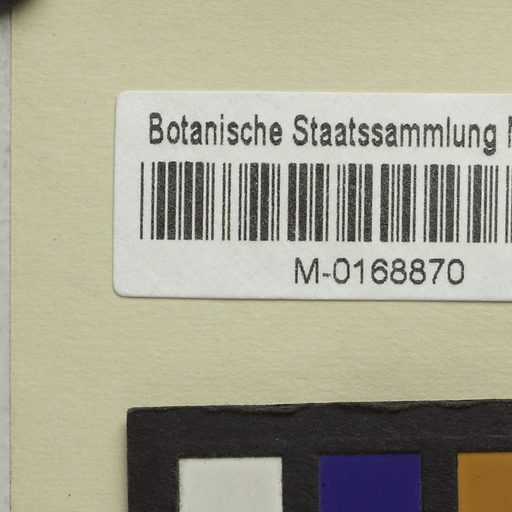 Botanische Staatssammlung
M-0168870